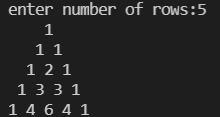 enter number of rows:5
1
1 1
1 2 1
1 3 3 1
1 4 6 4 1